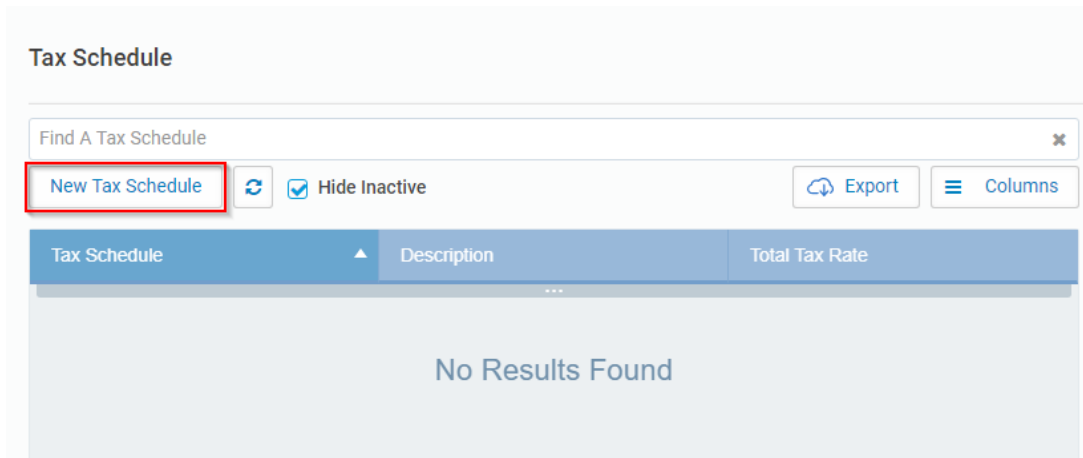 Tax Schedule
Find A Tax Schedule
New Tax Schedule Hide Inactive Export Columns
Tax Schedule Description Total Tax Rate
No Results Found